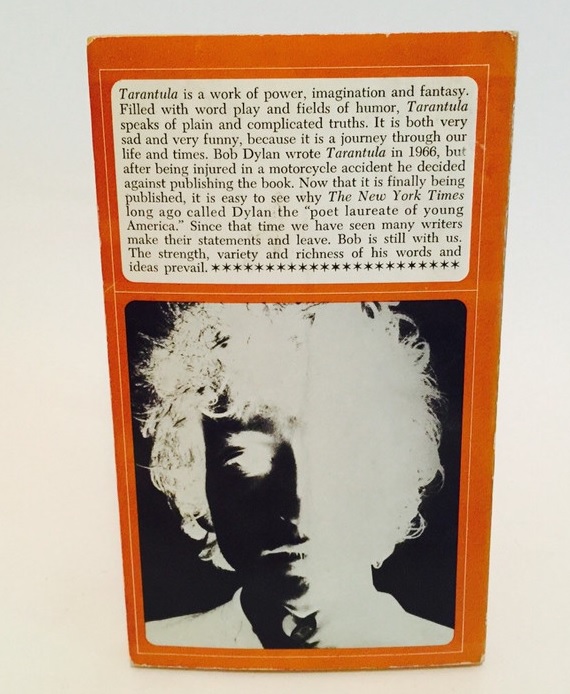 Tarantula is a work of power, imagination and fantasy.
Filled with word play and fields of humor, Tarantula
speaks of plain and complicated truths. It is both very
sad and very funny, because it is a journey through our
life and times. Bob Dylan wrote Tarantula in 1966, but
after being injured in a motorcycle accident he decided
against publishing the book. Now that it is finally being
published, it is easy to see why The New York Times
long ago called Dylan the “poet laureate of young
America.” Since that time we have seen many writers
make their statements and leave. Bob is still with us.
The strength, variety and richness of his words and
ideas prevail. ✶✶✶✶✶✶✶✶✶✶✶✶✶✶✶✶✶✶✶✶✶✶